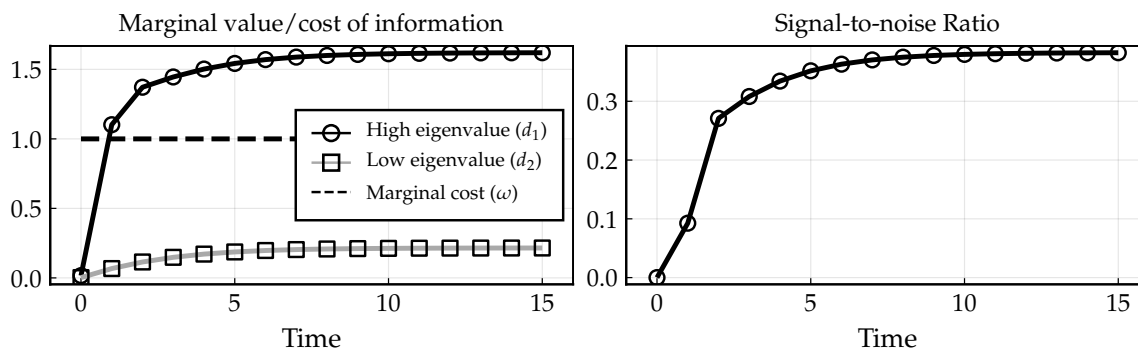 Marginal value/cost of information
1.5
1.0
0.5
0.0
0
5
10
15
Time
High eigenvalue (d₁)
Low eigenvalue (d₂)
Marginal cost (ω)
Signal-to-noise Ratio
0.3
0.2
0.1
0.0
0
5
10
15
Time